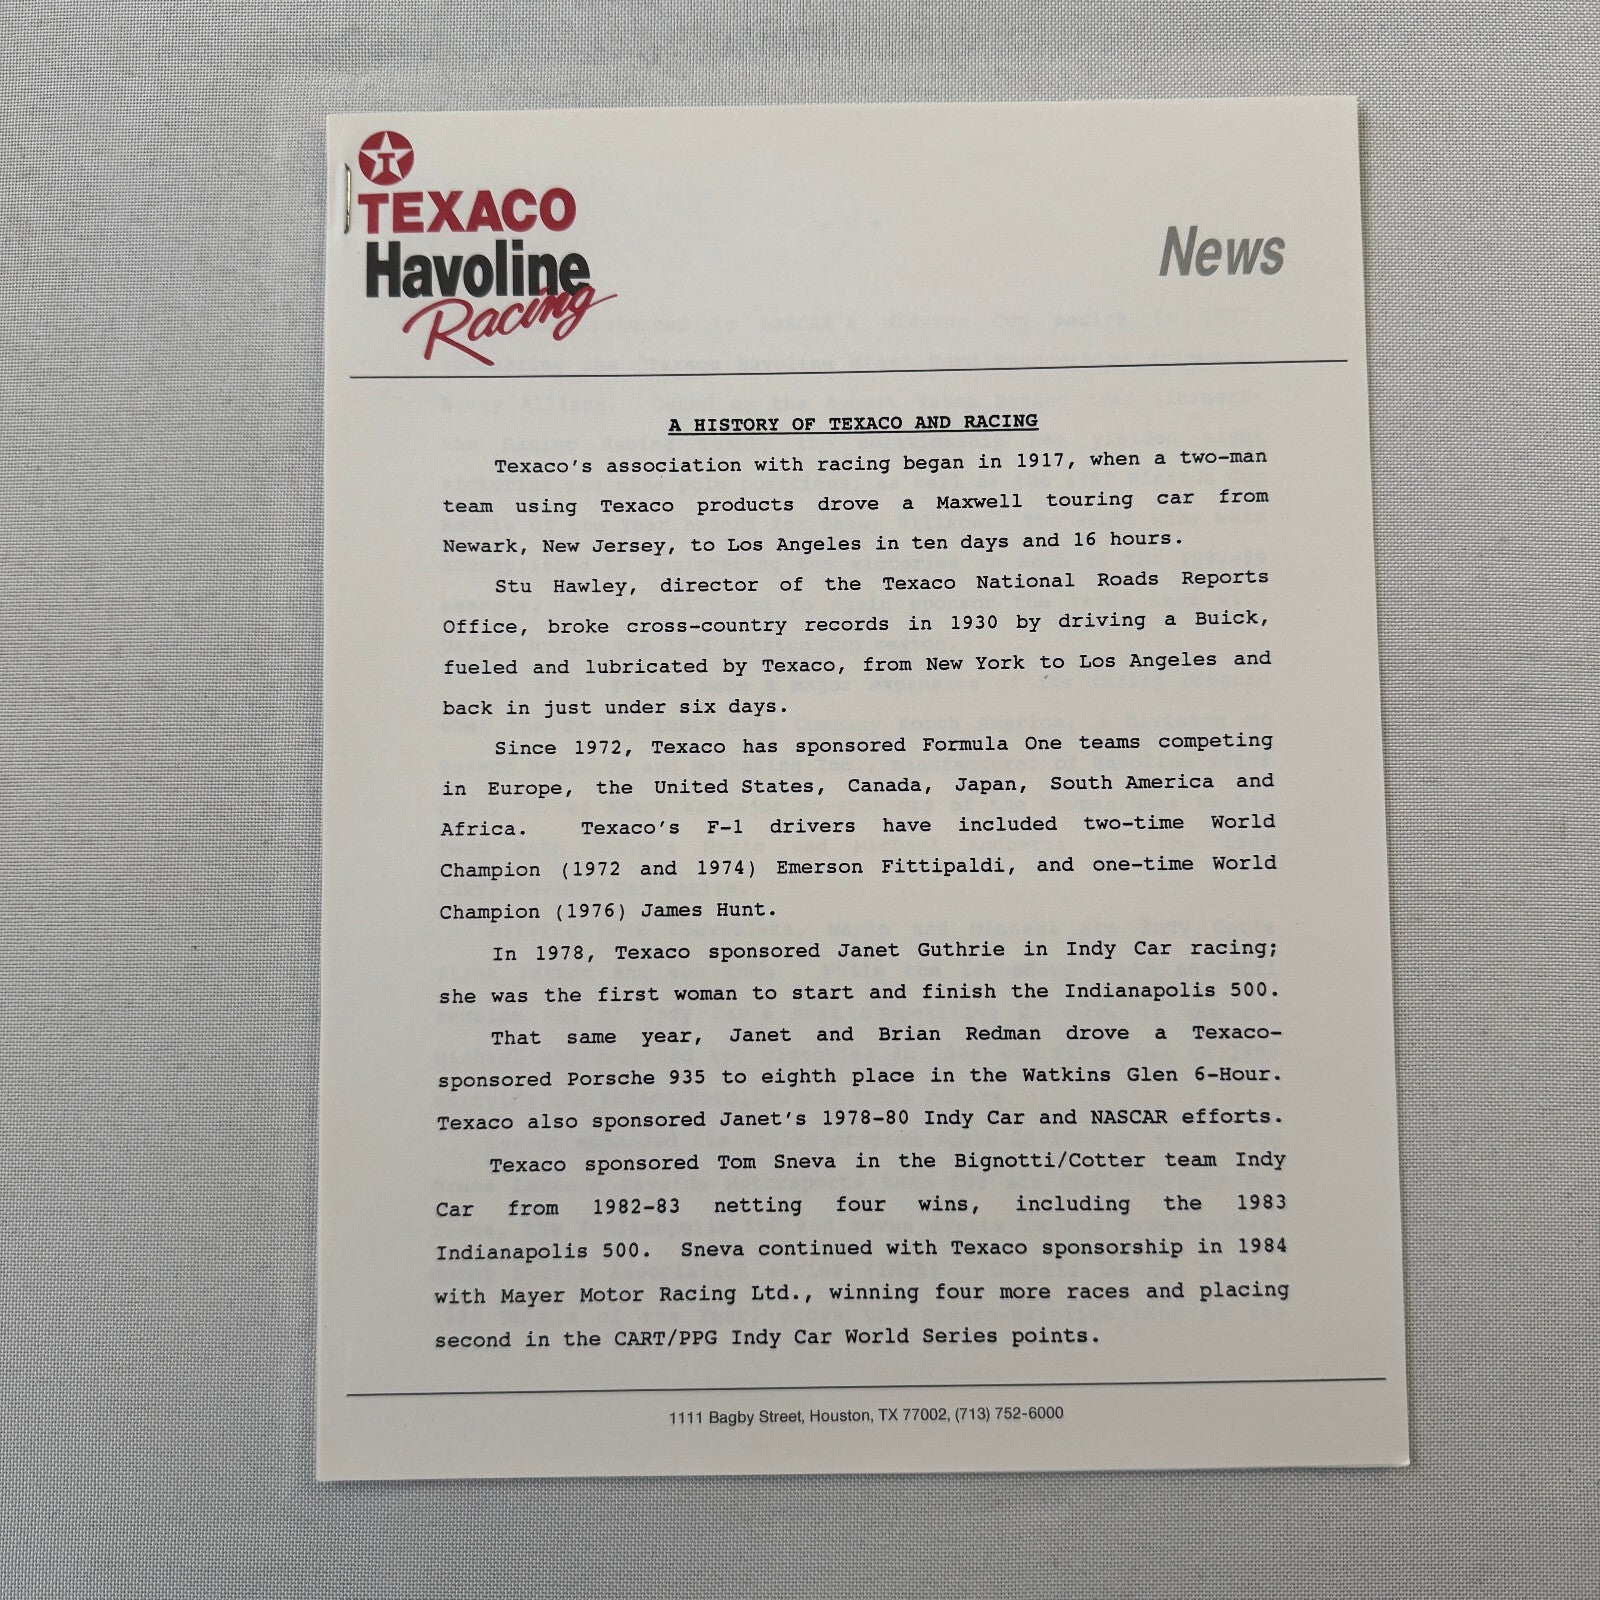 T
TEXACO
Havoline
Racing
News
A HISTORY OF TEXACO AND RACING
Texaco's association with racing began in 1917, when a two-man
team using Texaco products drove a Maxwell touring car from
Newark, New Jersey, to Los Angeles in ten days and 16 hours.
Stu Hawley, director of the Texaco National Roads Reports
Office, broke cross-country records in 1930 by driving a Buick,
fueled and lubricated by Texaco, from New York to Los Angeles and
back in just under six days.
Since 1972, Texaco has sponsored Formula One teams competing
in Europe, the United States, Canada, Japan, South America and
Africa. Texaco's F-1 drivers have included two-time World
Champion (1972 and 1974) Emerson Fittipaldi, and one-time World
Champion (1976) James Hunt.
In 1978, Texaco sponsored Janet Guthrie in Indy Car racing;
she was the first woman to start and finish the Indianapolis 500.
That same year, Janet and Brian Redman drove a Texaco-
sponsored Porsche 935 to eighth place in the Watkins Glen 6-Hour.
Texaco also sponsored Janet's 1978-80 Indy Car and NASCAR efforts.
Texaco sponsored Tom Sneva in the Bignotti/Cotter team Indy
Car from 1982-83 netting four wins, including the 1983
Indianapolis 500. Sneva continued with Texaco sponsorship in 1984
with Mayer Motor Racing Ltd., winning four more races and placing
second in the CART/PPG Indy Car World Series points.
1111 Bagby Street, Houston, TX 77002, (713) 752-6000